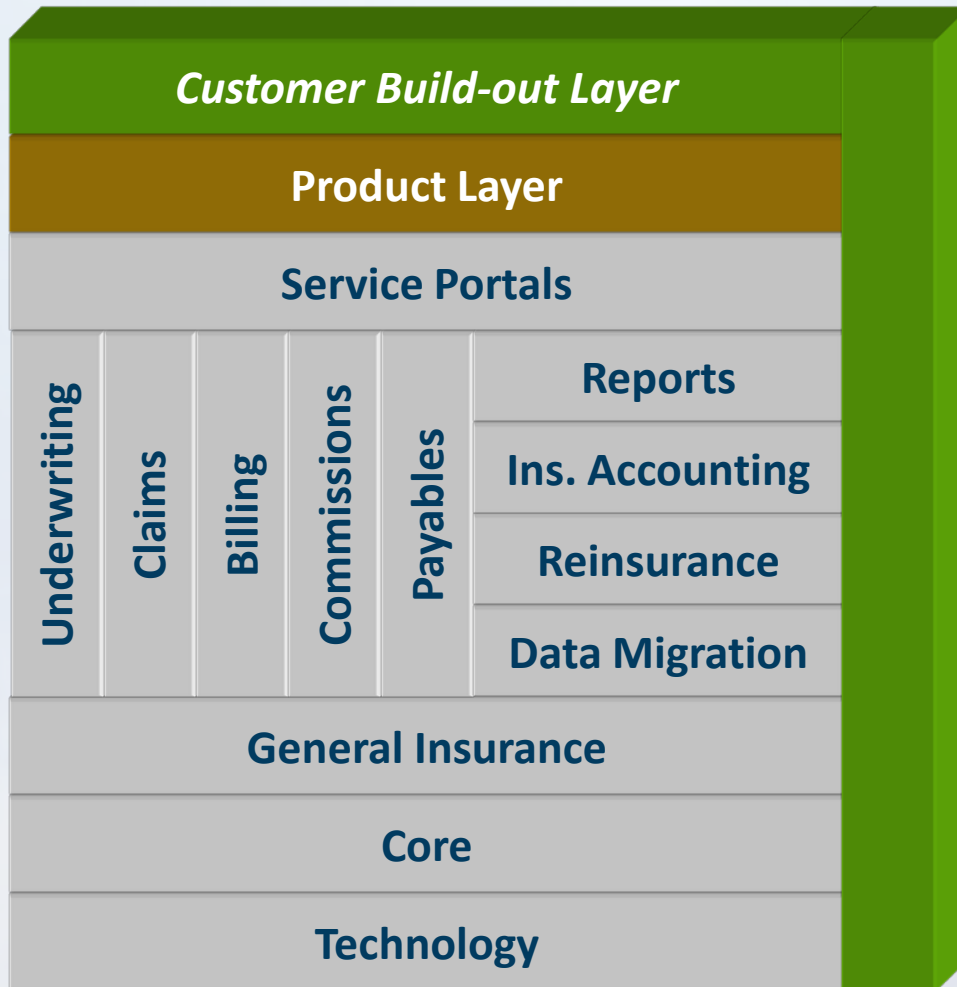 Customer Build-out Layer
Product Layer
Service Portals
Underwriting
Claims
Billing
Commissions
Payables
Reports
Ins. Accounting
Reinsurance
Data Migration
General Insurance
Core
Technology